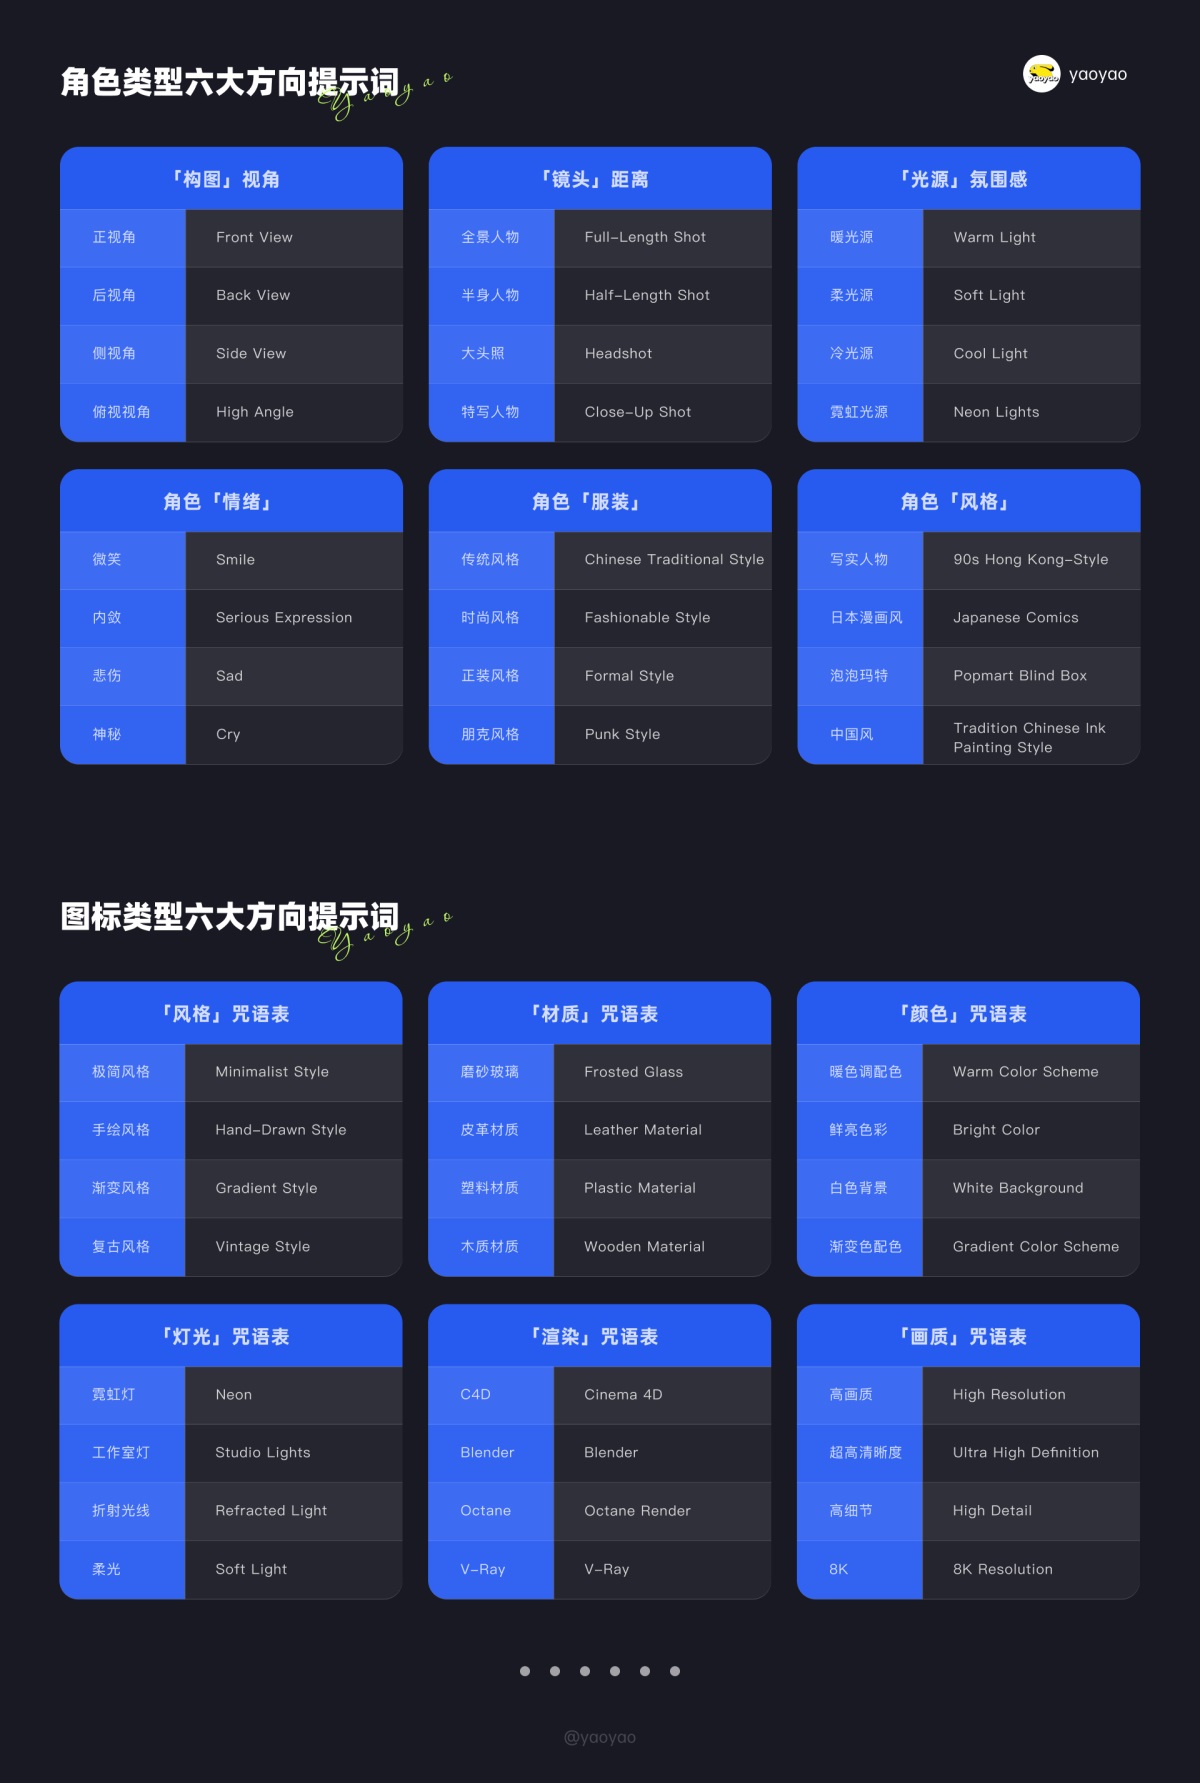 角色类型六大方向提示词
Yaoyao
yaoyao
yaoyao
「构图」视角
正视角 Front View
后视角 Back View
侧视角 Side View
俯视视角 High Angle
「镜头」距离
全景人物 Full-Length Shot
半身人物 Half-Length Shot
大头照 Headshot
特写人物 Close-Up Shot
「光源」氛围感
暖光源 Warm Light
柔光源 Soft Light
冷光源 Cool Light
霓虹光源 Neon Lights
角色「情绪」
微笑 Smile
内敛 Serious Expression
悲伤 Sad
神秘 Cry
角色「服装」
传统风格 Chinese Traditional Style
时尚风格 Fashionable Style
正装风格 Formal Style
朋克风格 Punk Style
角色「风格」
写实人物 90s Hong Kong-Style
日本漫画风 Japanese Comics
泡泡玛特 Popmart Blind Box
中国风 Tradition Chinese Ink
Painting Style
图标类型六大方向提示词
Yaoyao
「风格」咒语表
极简风格 Minimalist Style
手绘风格 Hand-Drawn Style
渐变风格 Gradient Style
复古风格 Vintage Style
「材质」咒语表
磨砂玻璃 Frosted Glass
皮革材质 Leather Material
塑料材质 Plastic Material
木质材质 Wooden Material
「颜色」咒语表
暖色调配色 Warm Color Scheme
鲜亮色彩 Bright Color
白色背景 White Background
渐变色配色 Gradient Color Scheme
「灯光」咒语表
霓虹灯 Neon
工作室灯 Studio Lights
折射光线 Refracted Light
柔光 Soft Light
「渲染」咒语表
C4D Cinema 4D
Blender Blender
Octane Octane Render
V-Ray V-Ray
「画质」咒语表
高画质 High Resolution
超高清晰度 Ultra High Definition
高细节 High Detail
8K 8K Resolution
@yaoyao